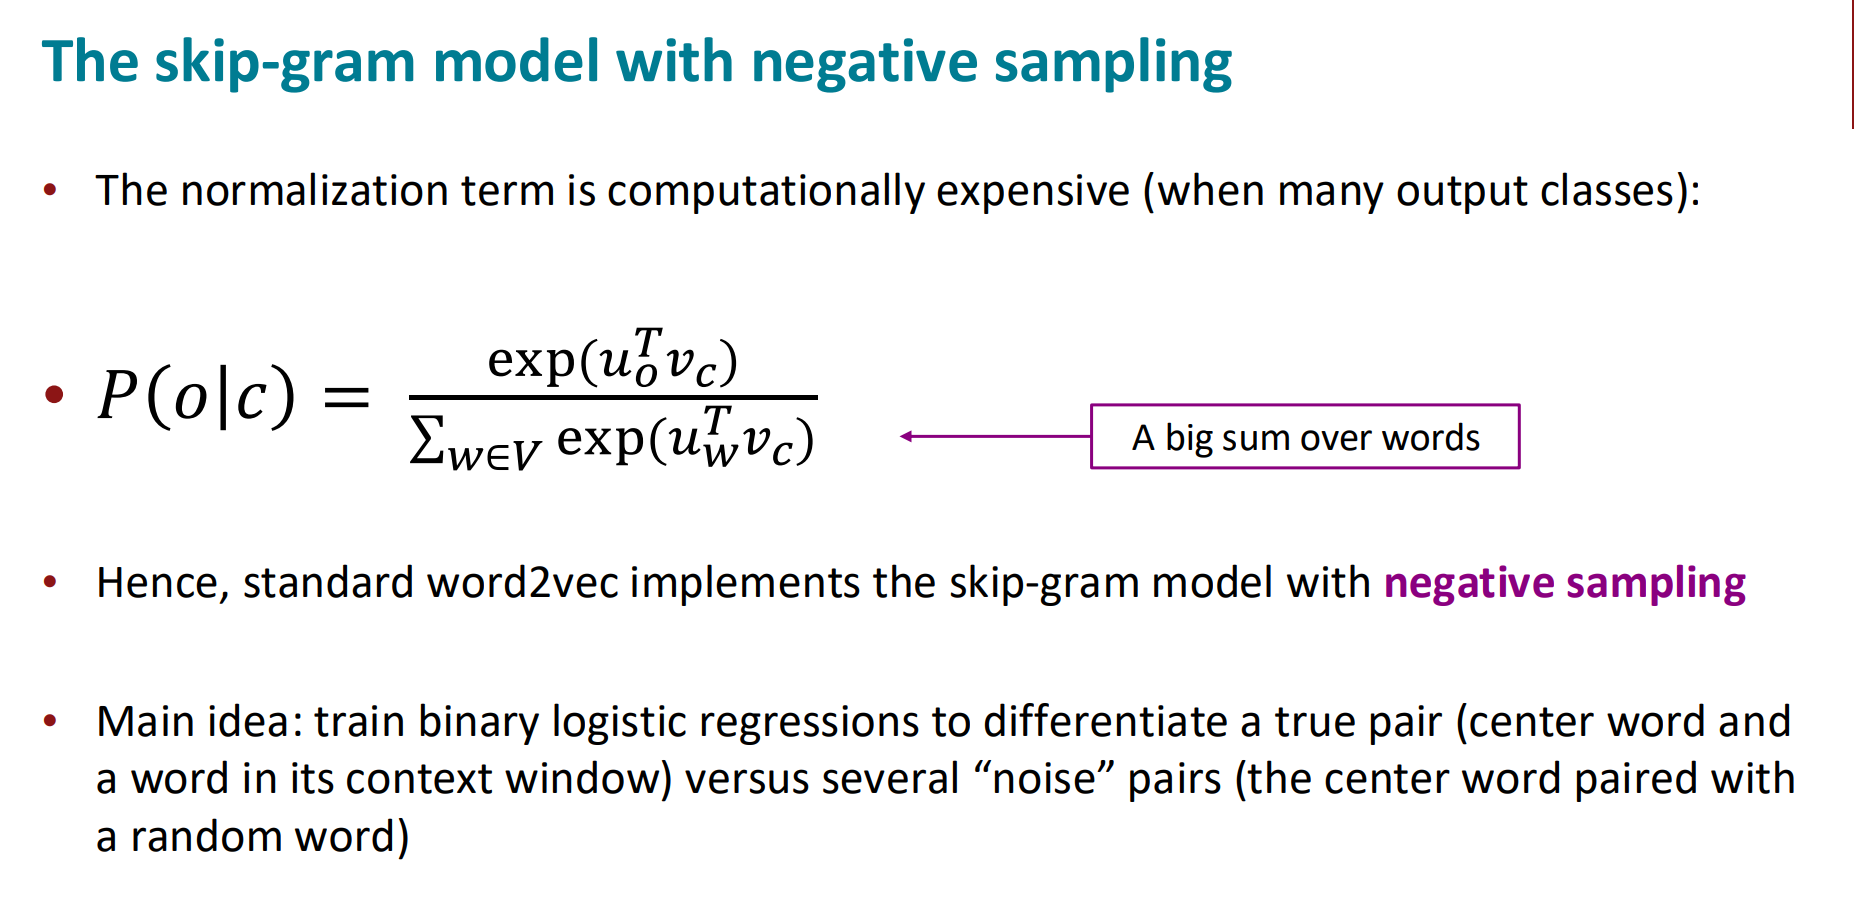 The skip-gram model with negative sampling
• The normalization term is computationally expensive (when many output classes):
• P(o|c) = exp(u_o^T v_c) / ∑_{w∈V} exp(u_w^T v_c)
A big sum over words
• Hence, standard word2vec implements the skip-gram model with negative sampling
• Main idea: train binary logistic regressions to differentiate a true pair (center word and
a word in its context window) versus several “noise” pairs (the center word paired with
a random word)